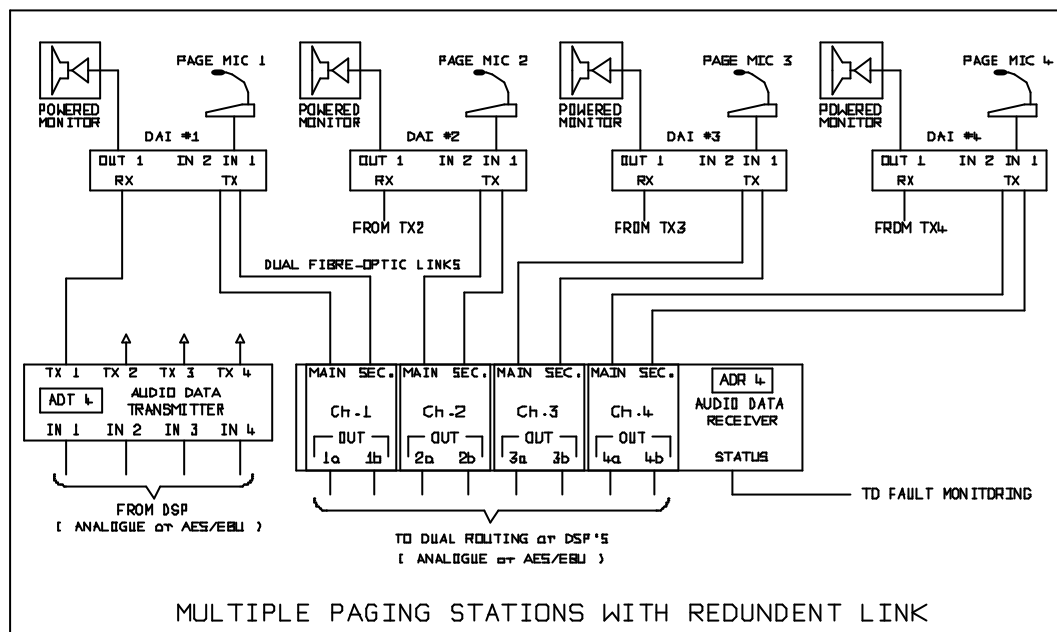 PAGE MIC 1
PAGE MIC 2
PAGE MIC 3
PAGE MIC 4
POWERED
MONITOR
POWERED
MONITOR
POWERED
MONITOR
POWERED
MONITOR
DAI #1
DAI #2
DAI #3
DAI #4
OUT 1 IN 2 IN 1
RX TX
OUT 1 IN 2 IN 1
RX TX
OUT 1 IN 2 IN 1
RX TX
OUT 1 IN 2 IN 1
RX TX
FROM TX2
FROM TX3
FROM TX4
DUAL FIBRE-OPTIC LINKS
TX 1 TX 2 TX 3 TX 4
ADT 4
AUDIO DATA
TRANSMITTER
IN 1 IN 2 IN 3 IN 4
MAIN SEC.
Ch.1
OUT
1a 1b
MAIN SEC.
Ch.2
OUT
2a 2b
MAIN SEC.
Ch.3
OUT
3a 3b
MAIN SEC.
Ch.4
OUT
4a 4b
ADR 4
AUDIO DATA
RECEIVER
STATUS
TO FAULT MONITORING
FROM DSP
( ANALOGUE or AES/EBU )
TO DUAL ROUTING or DSP'S
( ANALOGUE or AES/EBU )
MULTIPLE PAGING STATIONS WITH REDUNDENT LINK